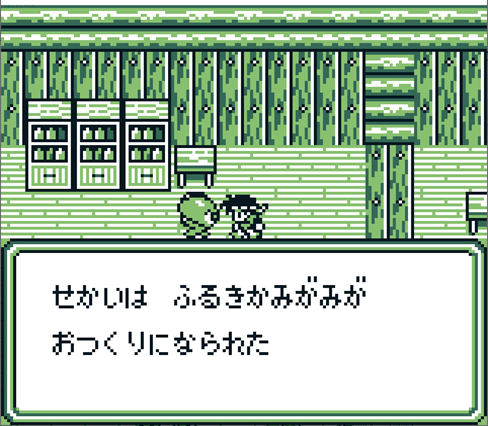 せかいは　ふるきかみがみが
おつくりになられた